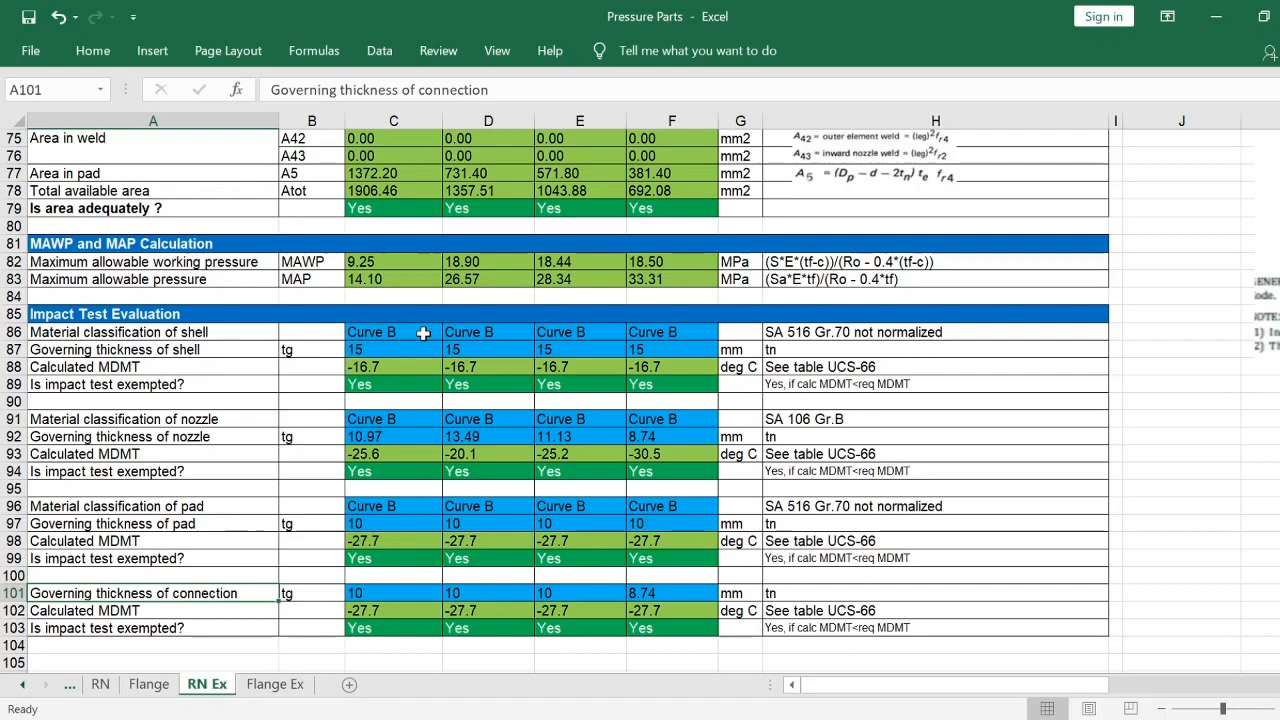 Pressure Parts - Excel
Sign in
File Home Insert Page Layout Formulas Data Review View Help Tell me what you want to do
A101 fx Governing thickness of connection
A B C D E F G H I J
75 Area in weld A42 0.00 0.00 0.00 0.00 mm2 A42 = outer element weld = (leg)²fr4
76 A43 0.00 0.00 0.00 0.00 mm2 A43 = inward nozzle weld = (leg)²fr2
77 Area in pad A5 1372.20 731.40 571.80 381.40 mm2 A5 = (Dp − d − 2tn) te fr4
78 Total available area Atot 1906.46 1357.51 1043.88 692.08 mm2
79 Is area adequately ? Yes Yes Yes Yes
80
81 MAWP and MAP Calculation
82 Maximum allowable working pressure MAWP 9.25 18.90 18.44 18.50 MPa (S*E*(tf-c))/(Ro - 0.4*(tf-c))
83 Maximum allowable pressure MAP 14.10 26.57 28.34 33.31 MPa (Sa*E*tf)/(Ro - 0.4*tf)
84
85 Impact Test Evaluation
86 Material classification of shell Curve B Curve B Curve B Curve B SA 516 Gr.70 not normalized
87 Governing thickness of shell tg 15 15 15 15 mm tn
88 Calculated MDMT -16.7 -16.7 -16.7 -16.7 deg C See table UCS-66
89 Is impact test exempted? Yes Yes Yes Yes Yes, if calc MDMT<req MDMT
90
91 Material classification of nozzle Curve B Curve B Curve B Curve B SA 106 Gr.B
92 Governing thickness of nozzle tg 10.97 13.49 11.13 8.74 mm tn
93 Calculated MDMT -25.6 -20.1 -25.2 -30.5 deg C See table UCS-66
94 Is impact test exempted? Yes Yes Yes Yes Yes, if calc MDMT<req MDMT
95
96 Material classification of pad Curve B Curve B Curve B Curve B SA 516 Gr.70 not normalized
97 Governing thickness of pad tg 10 10 10 10 mm tn
98 Calculated MDMT -27.7 -27.7 -27.7 -27.7 deg C See table UCS-66
99 Is impact test exempted? Yes Yes Yes Yes Yes, if calc MDMT<req MDMT
100
101 Governing thickness of connection tg 10 10 10 8.74 mm tn
102 Calculated MDMT -27.7 -27.7 -27.7 -27.7 deg C See table UCS-66
103 Is impact test exempted? Yes Yes Yes Yes Yes, if calc MDMT<req MDMT
104
105
... RN Flange RN Ex Flange Ex
Ready